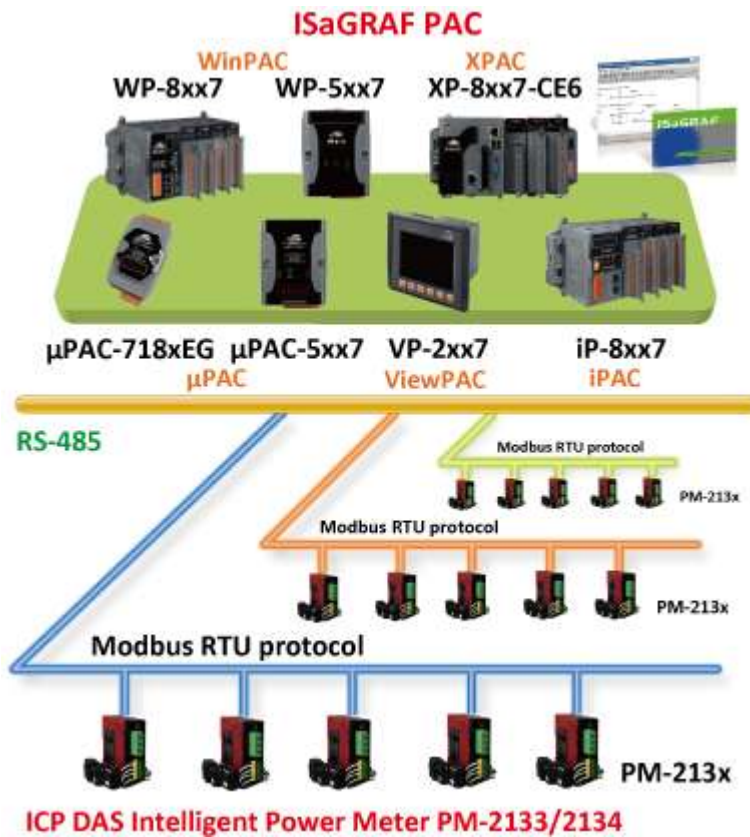 ISaGRAF PAC
WinPAC XPAC
WP-8xx7 WP-5xx7 XP-8xx7-CE6
ISaGRAF
µPAC-718xEG µPAC-5xx7 VP-2xx7 iP-8xx7
µPAC ViewPAC iPAC
RS-485
Modbus RTU protocol
PM-213x
Modbus RTU protocol
PM-213x
Modbus RTU protocol
PM-213x
ICP DAS Intelligent Power Meter PM-2133/2134